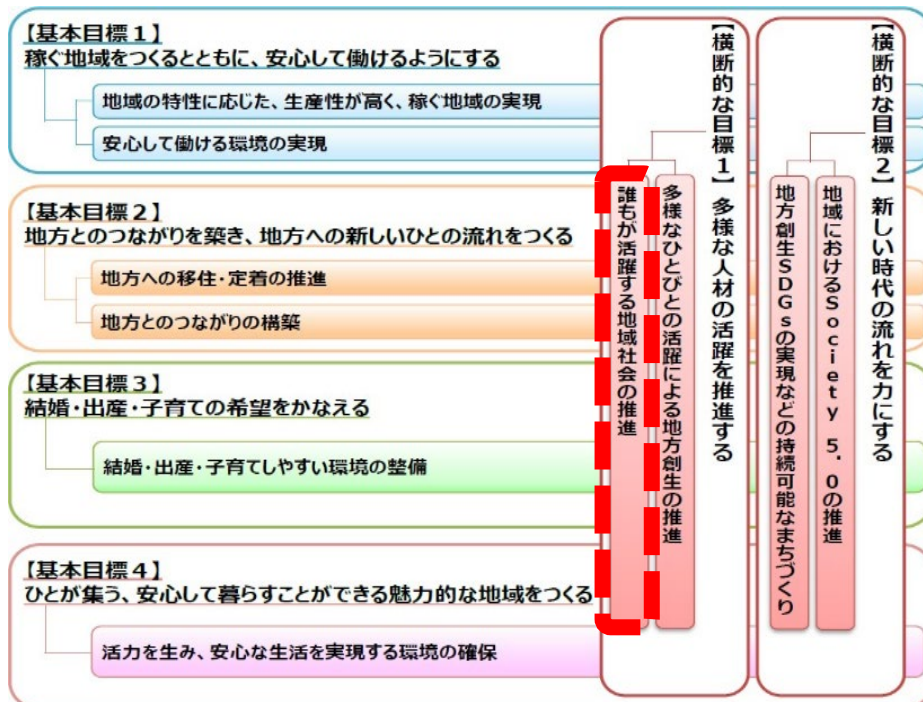 【基本目標１】
稼ぐ地域をつくるとともに、安心して働けるようにする
地域の特性に応じた、生産性が高く、稼ぐ地域の実現
安心して働ける環境の実現
【基本目標２】
地方とのつながりを築き、地方への新しいひとの流れをつくる
地方への移住・定着の推進
地方とのつながりの構築
【基本目標３】
結婚・出産・子育ての希望をかなえる
結婚・出産・子育てしやすい環境の整備
【基本目標４】
ひとが集う、安心して暮らすことができる魅力的な地域をつくる
活力を生み、安心な生活を実現する環境の確保
【横断的な目標１】多様な人材の活躍を推進する
多様なひとびとの活躍による地方創生の推進
誰もが活躍する地域社会の推進
【横断的な目標２】新しい時代の流れを力にする
地域におけるSociety 5.0の推進
地方創生SDGsの実現などの持続可能なまちづくり